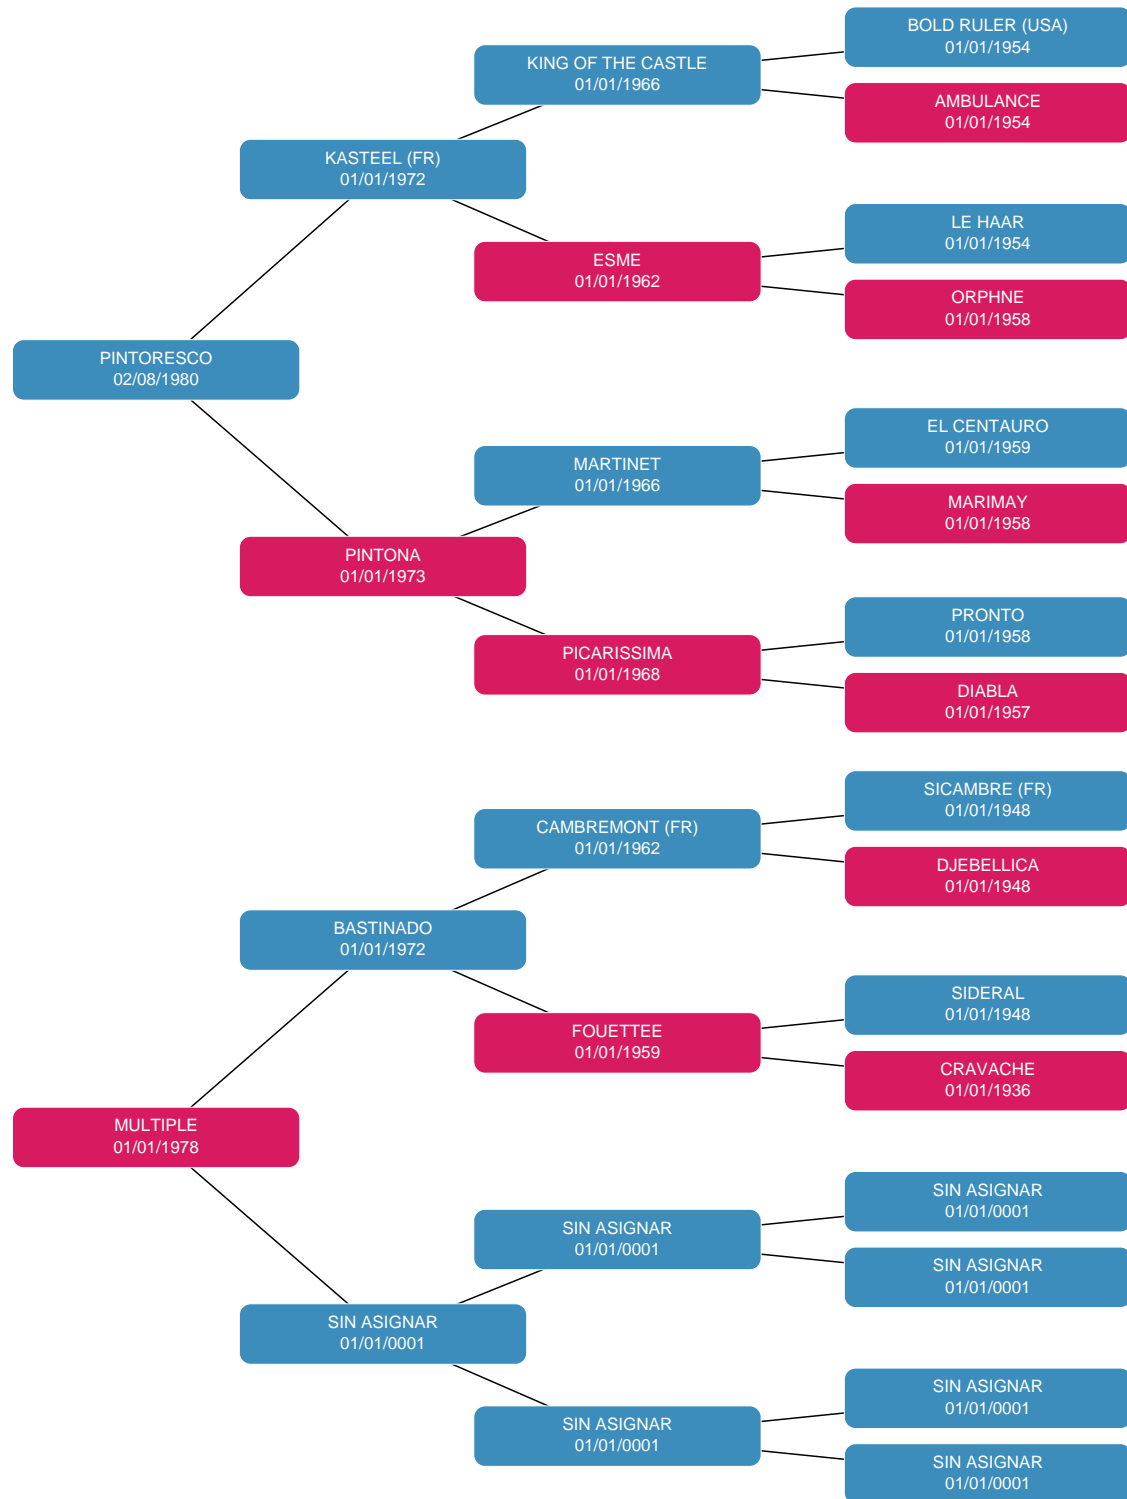 BOLD RULER (USA)
01/01/1954
KING OF THE CASTLE
01/01/1966
AMBULANCE
01/01/1954
KASTEEL (FR)
01/01/1972
LE HAAR
01/01/1954
ESME
01/01/1962
ORPHNE
01/01/1958
PINTORESCO
02/08/1980
EL CENTAURO
01/01/1959
MARTINET
01/01/1966
MARIMAY
01/01/1958
PINTONA
01/01/1973
PRONTO
01/01/1958
PICARISSIMA
01/01/1968
DIABLA
01/01/1957
SICAMBRE (FR)
01/01/1948
CAMBREMONT (FR)
01/01/1962
DJEBELLICA
01/01/1948
BASTINADO
01/01/1972
SIDERAL
01/01/1948
FOUETTEE
01/01/1959
CRAVACHE
01/01/1936
MULTIPLE
01/01/1978
SIN ASIGNAR
01/01/0001
SIN ASIGNAR
01/01/0001
SIN ASIGNAR
01/01/0001
SIN ASIGNAR
01/01/0001
SIN ASIGNAR
01/01/0001
SIN ASIGNAR
01/01/0001
SIN ASIGNAR
01/01/0001